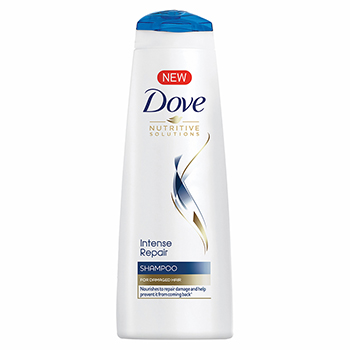 NEW
Dove
NUTRITIVE
SOLUTIONS
Intense
Repair
SHAMPOO
FOR DAMAGED HAIR
Nourishes to repair damage and help
prevent it from coming back*